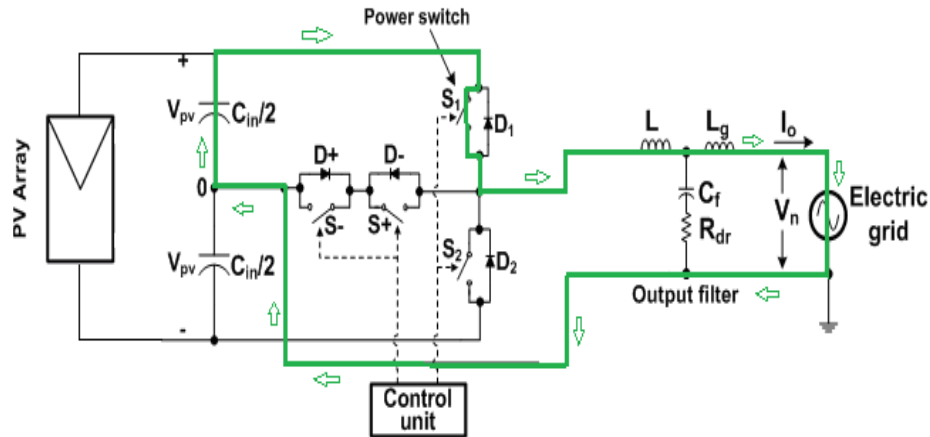 Power switch
+
S1
D1
Vpv
Cin/2
PV Array
D+
D-
0
S-
S+
L
Lg
Io
Cf
Rdr
Vn
Electric
grid
Vpv
Cin/2
S2
D2
Output filter
-
Control
unit